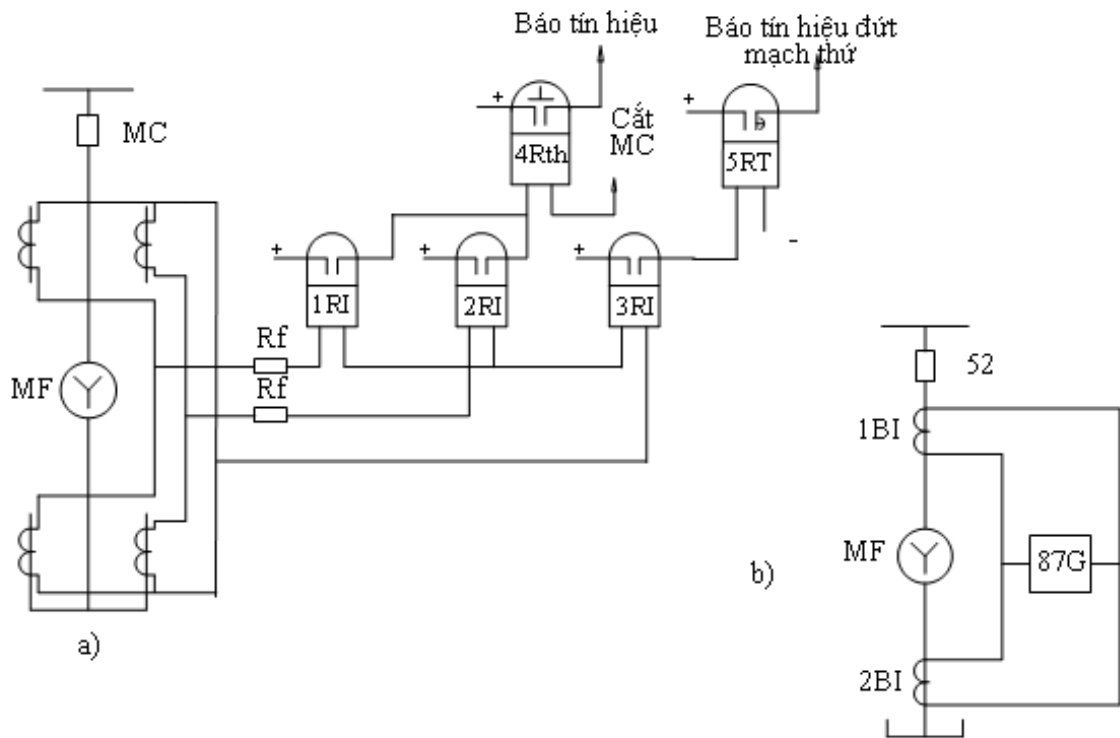 Báo tín hiệu
Báo tín hiệu đứt
mạch thứ
+
+
Cắt
MC
MC
4Rth
5RT
-
+
+
+
1RI
2RI
3RI
Rf
Rf
MF
52
1BI
MF
87G
b)
2BI
a)